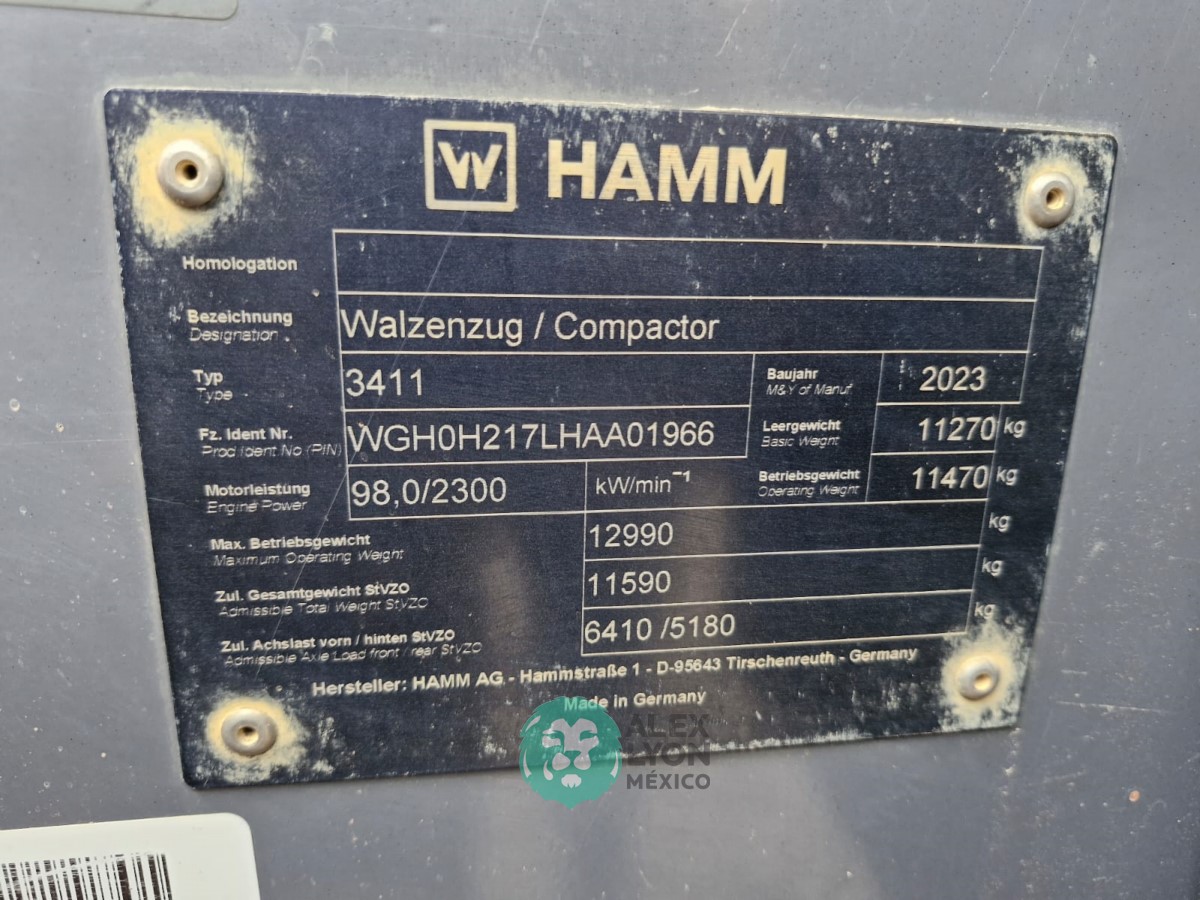 W HAMM
Homologation
Bezeichnung
Designation
Walzenzug / Compactor
Typ
Type
3411
Baujahr
M&Y of Manuf.
2023
Fz. Ident Nr.
Prod Ident No (PIN)
WGH0H217LHAA01966
Leergewicht
Basic Weight
11270 kg
Motorleistung
Engine Power
98,0/2300
kW/min⁻¹
Betriebsgewicht
Operating Weight
11470 kg
Max. Betriebsgewicht
Maximum Operating Weight
12990 kg
Zul. Gesamtgewicht StVZO
Admissible Total Weight StVZO
11590 kg
Zul. Achslast vorn / hinten StVZO
Admissible Axle Load front / rear StVZO
6410 /5180 kg
Hersteller: HAMM AG - Hammstraße 1 - D-95643 Tirschenreuth - Germany
Made in Germany
ALEX
LYON
MÉXICO